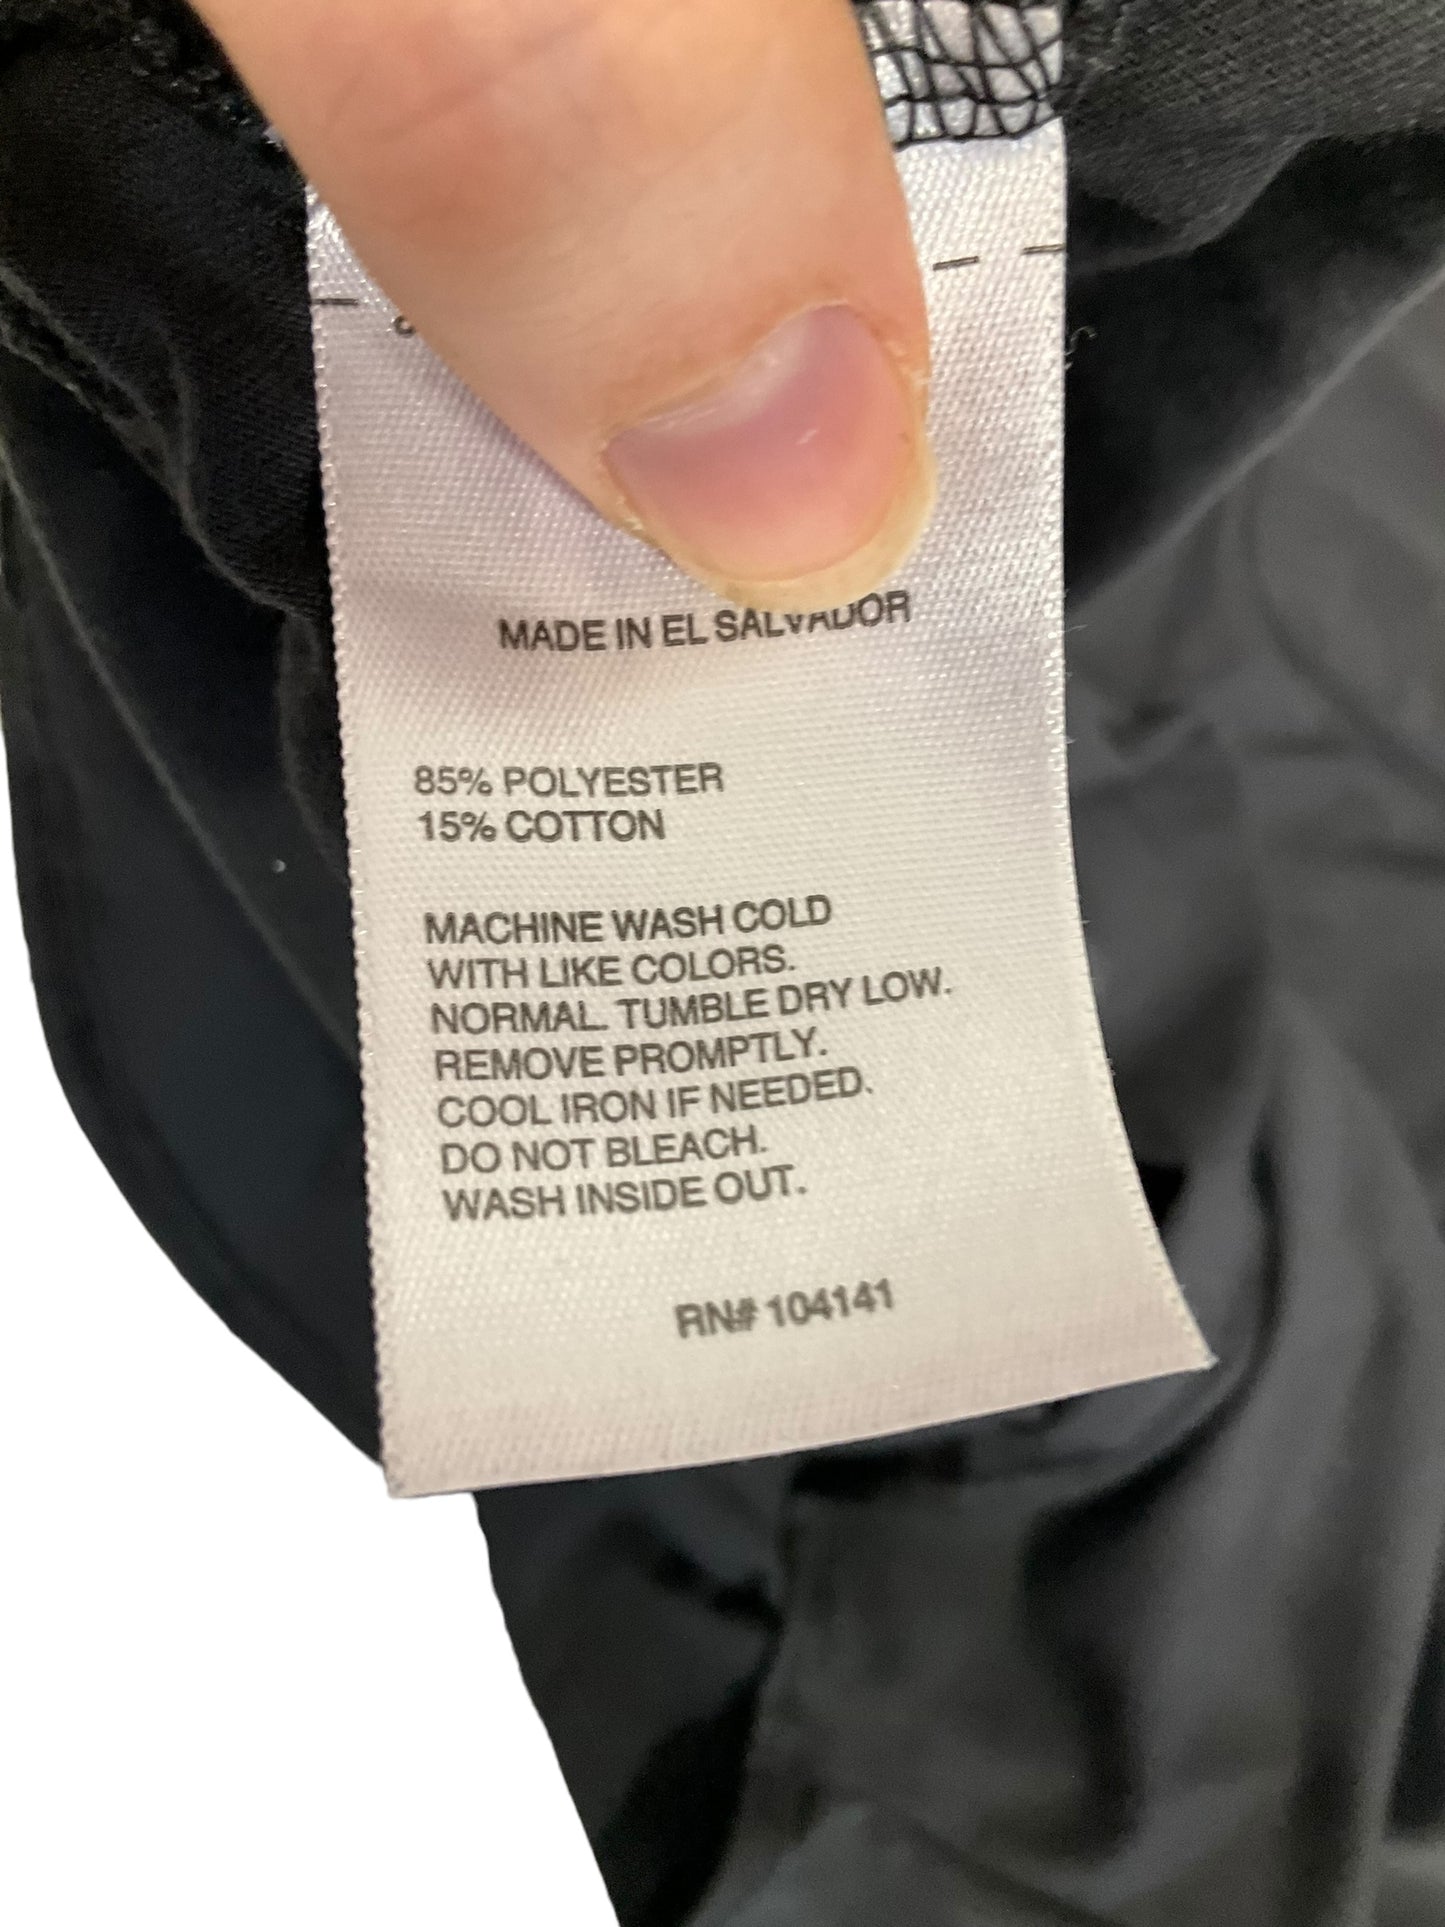 MADE IN EL SALVADOR
85% POLYESTER
15% COTTON
MACHINE WASH COLD
WITH LIKE COLORS.
NORMAL. TUMBLE DRY LOW.
REMOVE PROMPTLY.
COOL IRON IF NEEDED.
DO NOT BLEACH.
WASH INSIDE OUT.
RN# 104141